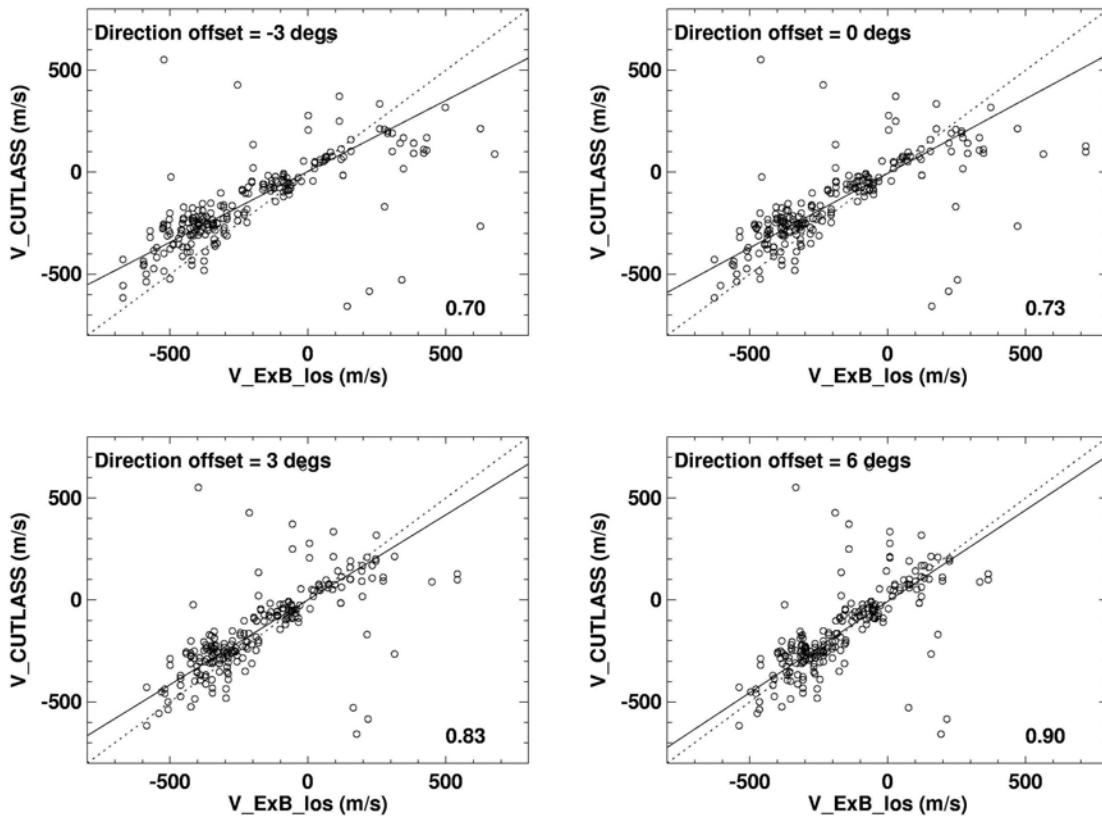 Direction offset = -3 degs
500
0
-500
V_CUTLASS (m/s)
0.70
-500 0 500
V_ExB_los (m/s)
Direction offset = 0 degs
500
0
-500
V_CUTLASS (m/s)
0.73
-500 0 500
V_ExB_los (m/s)
Direction offset = 3 degs
500
0
-500
V_CUTLASS (m/s)
0.83
-500 0 500
V_ExB_los (m/s)
Direction offset = 6 degs
500
0
-500
V_CUTLASS (m/s)
0.90
-500 0 500
V_ExB_los (m/s)